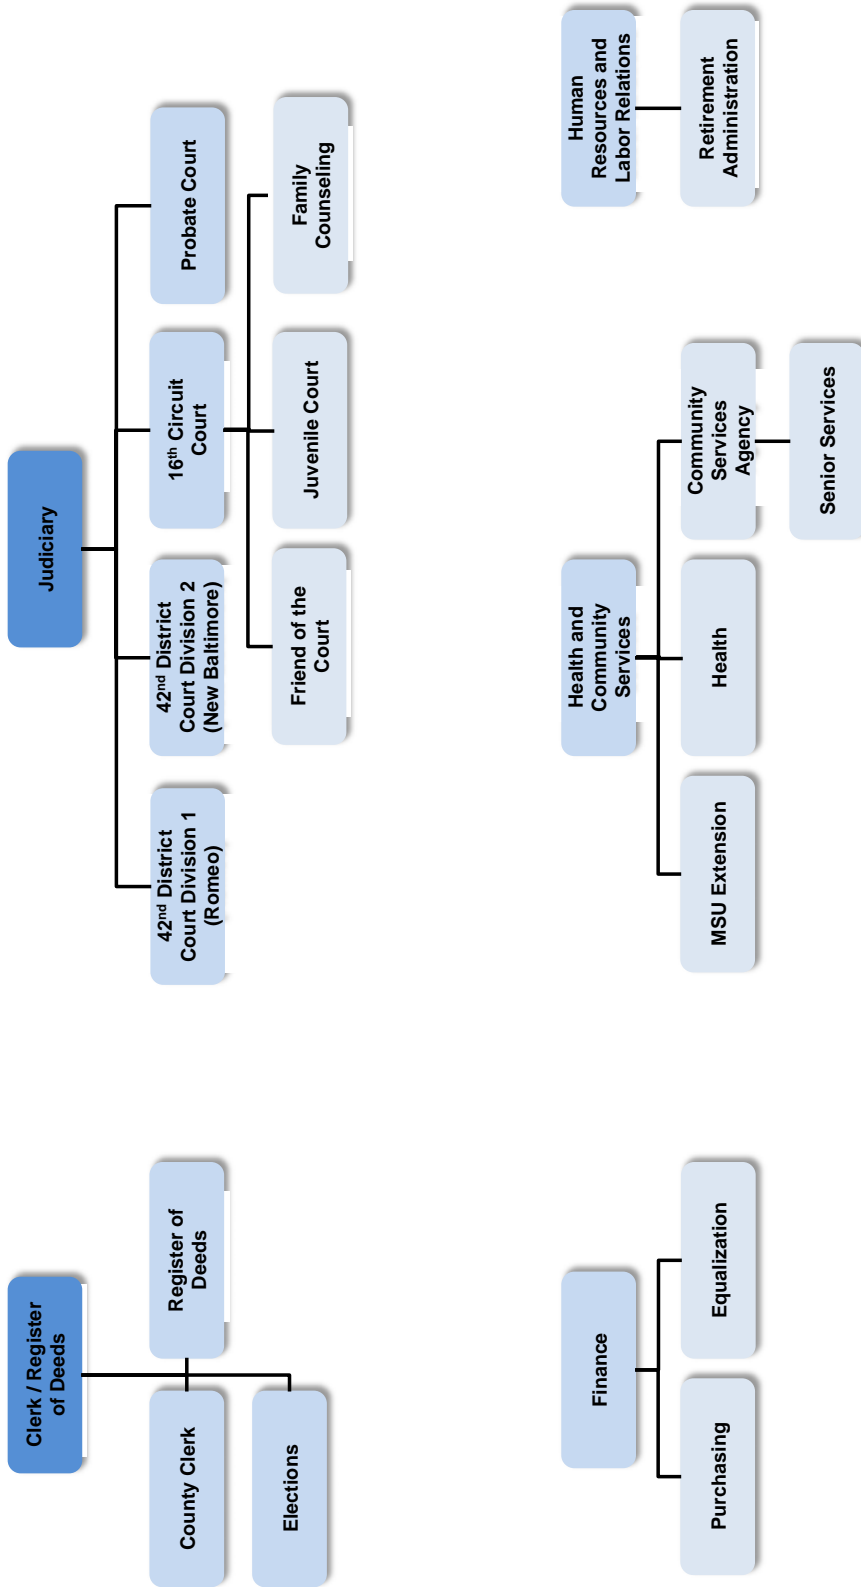 Clerk / Register
of Deeds
County Clerk
Register of
Deeds
Elections
Judiciary
42nd District
Court Division 1
(Romeo)
42nd District
Court Division 2
(New Baltimore)
16th Circuit
Court
Probate Court
Friend of the
Court
Juvenile Court
Family
Counseling
Finance
Purchasing
Equalization
Health and
Community
Services
MSU Extension
Health
Community
Services
Agency
Senior Services
Human
Resources and
Labor Relations
Retirement
Administration